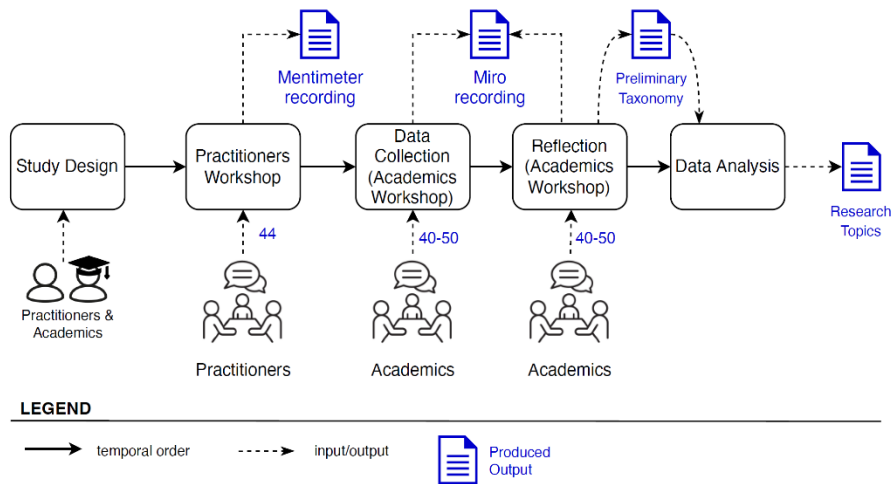 Mentimeter
recording
Miro
recording
Preliminary
Taxonomy
Study Design
Practitioners
Workshop
Data
Collection
(Academics
Workshop)
Reflection
(Academics
Workshop)
Data Analysis
Research
Topics
44
40-50
40-50
Practitioners &
Academics
Practitioners
Academics
Academics
LEGEND
temporal order
input/output
Produced
Output